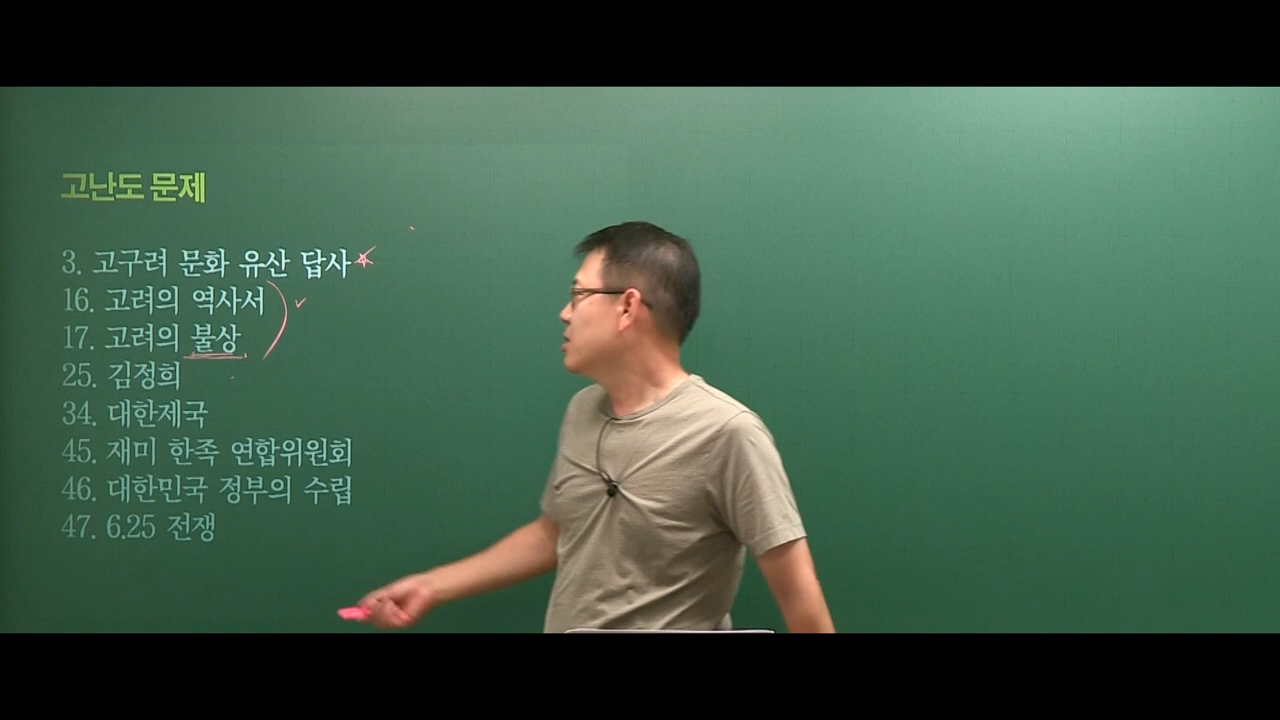 고난도 문제
3. 고구려 문화 유산 답사
16. 고려의 역사서
17. 고려의 불상
25. 김정희
34. 대한제국
45. 재미 한족 연합위원회
46. 대한민국 정부의 수립
47. 6.25 전쟁